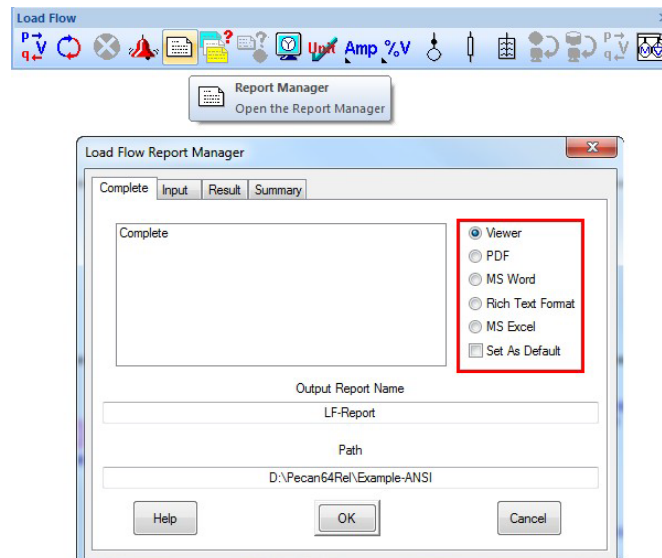 Load Flow
Unit Amp %V
Report Manager
Open the Report Manager
Load Flow Report Manager
Complete Input Result Summary
Complete
Viewer
PDF
MS Word
Rich Text Format
MS Excel
Set As Default
Output Report Name
LF-Report
Path
D:\Pecan64Rel\Example-ANSI
Help OK Cancel